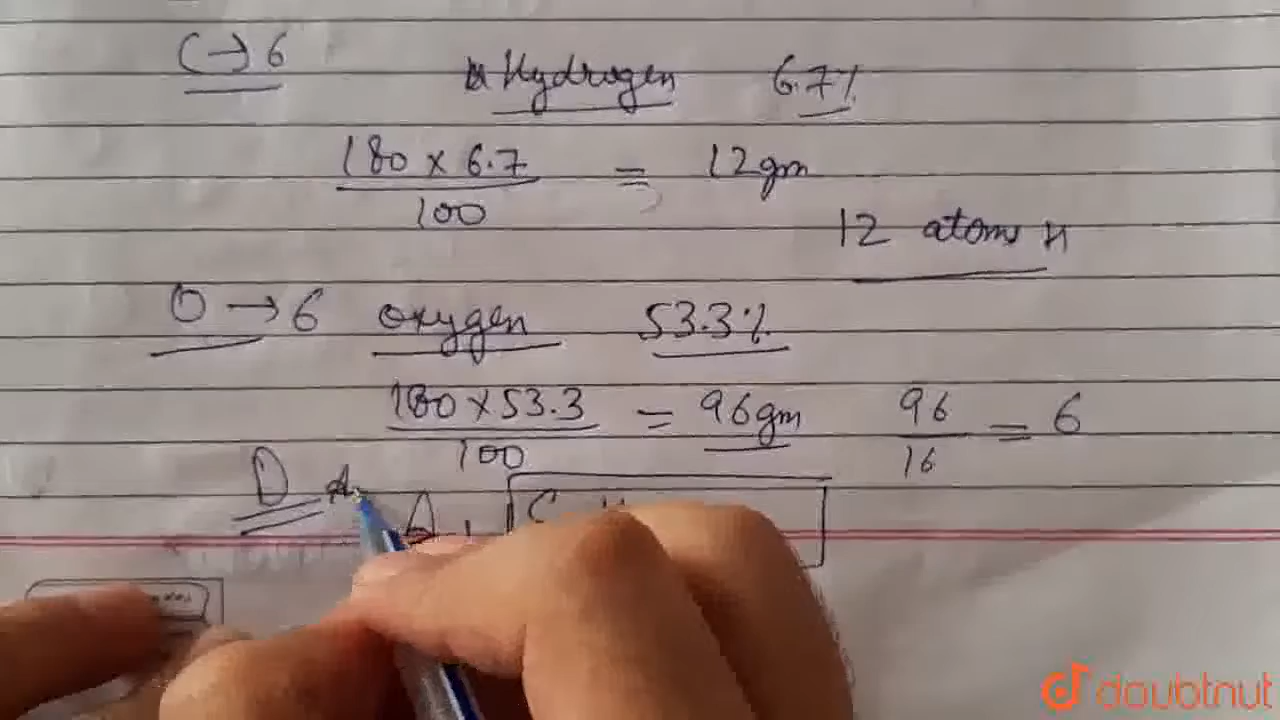 C → 6
Hydrogen 6.7%
180 x 6.7 = 12gm
100
12 atoms H
O → 6 oxygen 53.3%
180 x 53.3 = 96gm 96 = 6
100 16
D A
C H
doubtnut